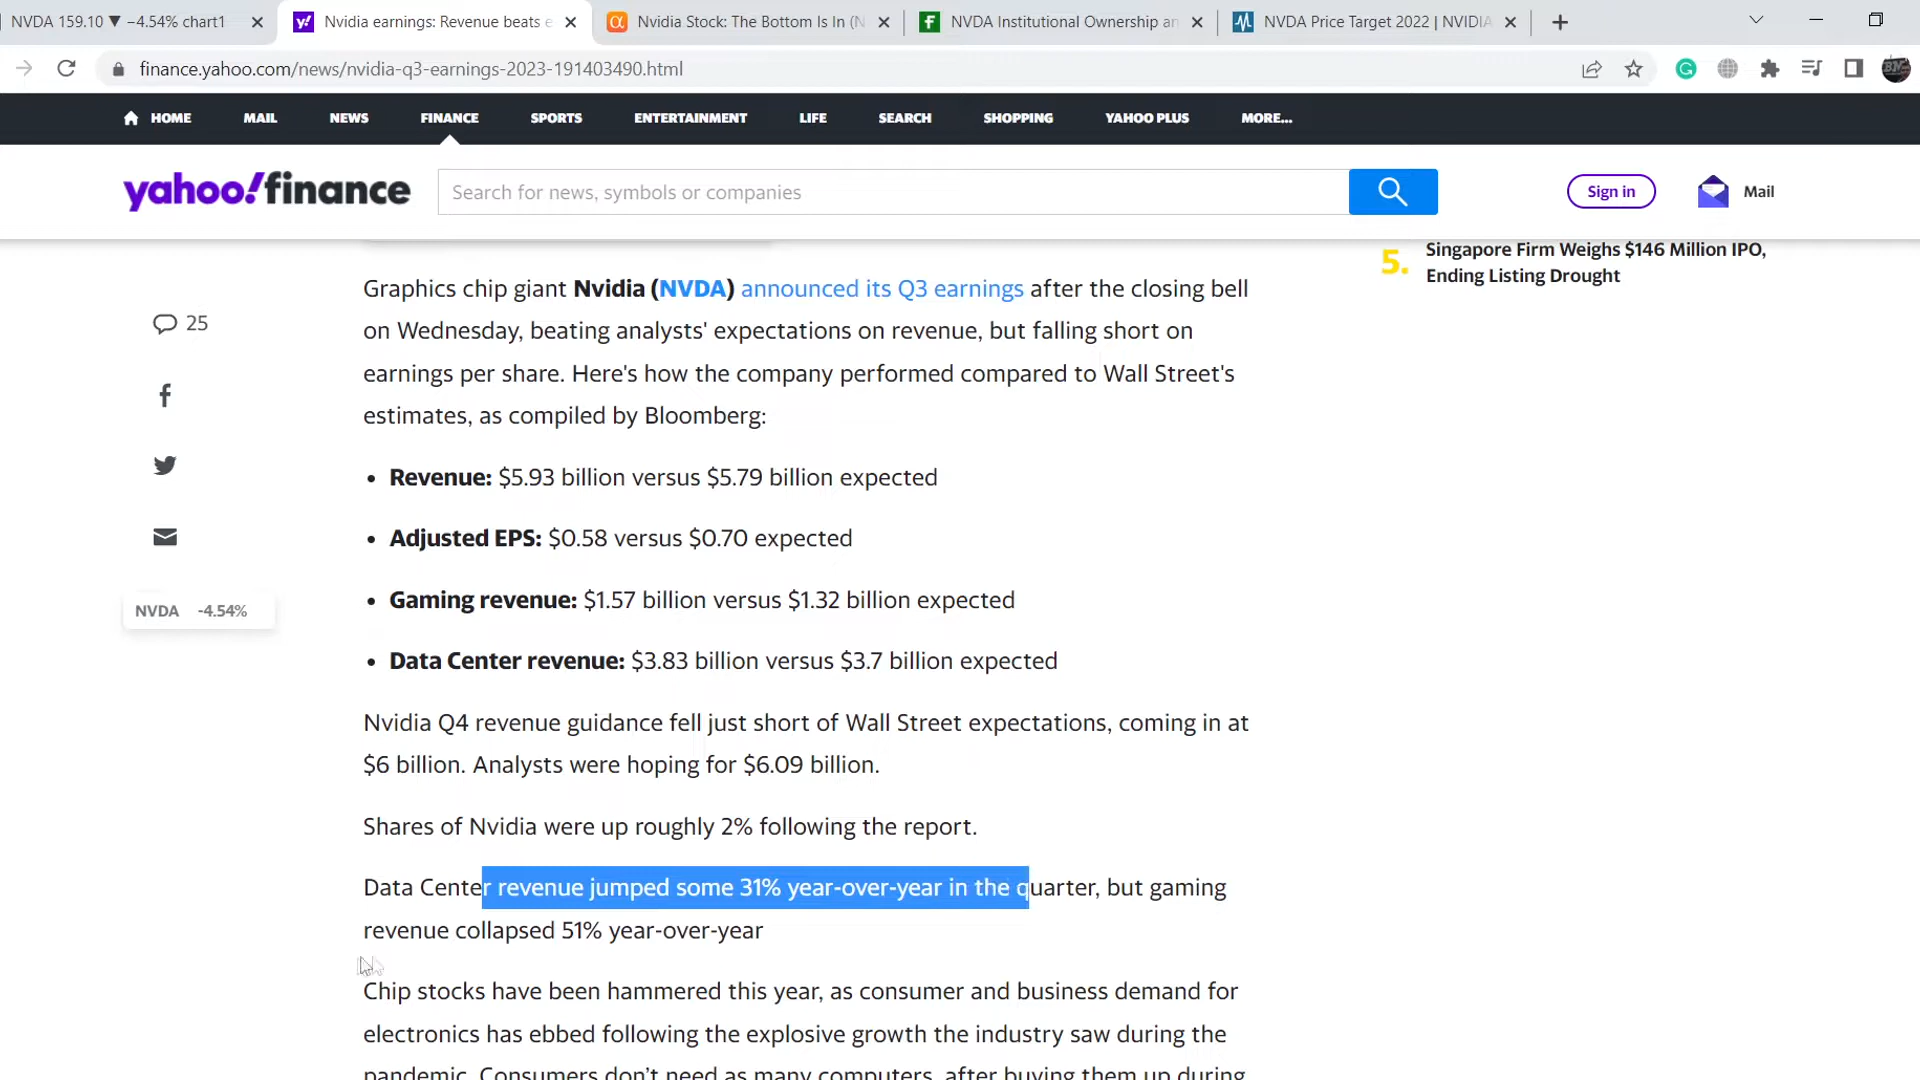 NVDA 159.10 ▼ −4.54% chart1
Nvidia earnings: Revenue beats e
Nvidia Stock: The Bottom Is In (N
NVDA Institutional Ownership an
NVDA Price Target 2022 | NVIDIA
finance.yahoo.com/news/nvidia-q3-earnings-2023-191403490.html
HOME MAIL NEWS FINANCE SPORTS ENTERTAINMENT LIFE SEARCH SHOPPING YAHOO PLUS MORE...
yahoo!finance
Search for news, symbols or companies
Sign in
Mail
5. Singapore Firm Weighs $146 Million IPO,
Ending Listing Drought
25
NVDA -4.54%
Graphics chip giant Nvidia (NVDA) announced its Q3 earnings after the closing bell
on Wednesday, beating analysts' expectations on revenue, but falling short on
earnings per share. Here's how the company performed compared to Wall Street's
estimates, as compiled by Bloomberg:
• Revenue: $5.93 billion versus $5.79 billion expected
• Adjusted EPS: $0.58 versus $0.70 expected
• Gaming revenue: $1.57 billion versus $1.32 billion expected
• Data Center revenue: $3.83 billion versus $3.7 billion expected
Nvidia Q4 revenue guidance fell just short of Wall Street expectations, coming in at
$6 billion. Analysts were hoping for $6.09 billion.
Shares of Nvidia were up roughly 2% following the report.
Data Center revenue jumped some 31% year-over-year in the quarter, but gaming
revenue collapsed 51% year-over-year
Chip stocks have been hammered this year, as consumer and business demand for
electronics has ebbed following the explosive growth the industry saw during the
pandemic. Consumers don't need as many computers, after buying them up during